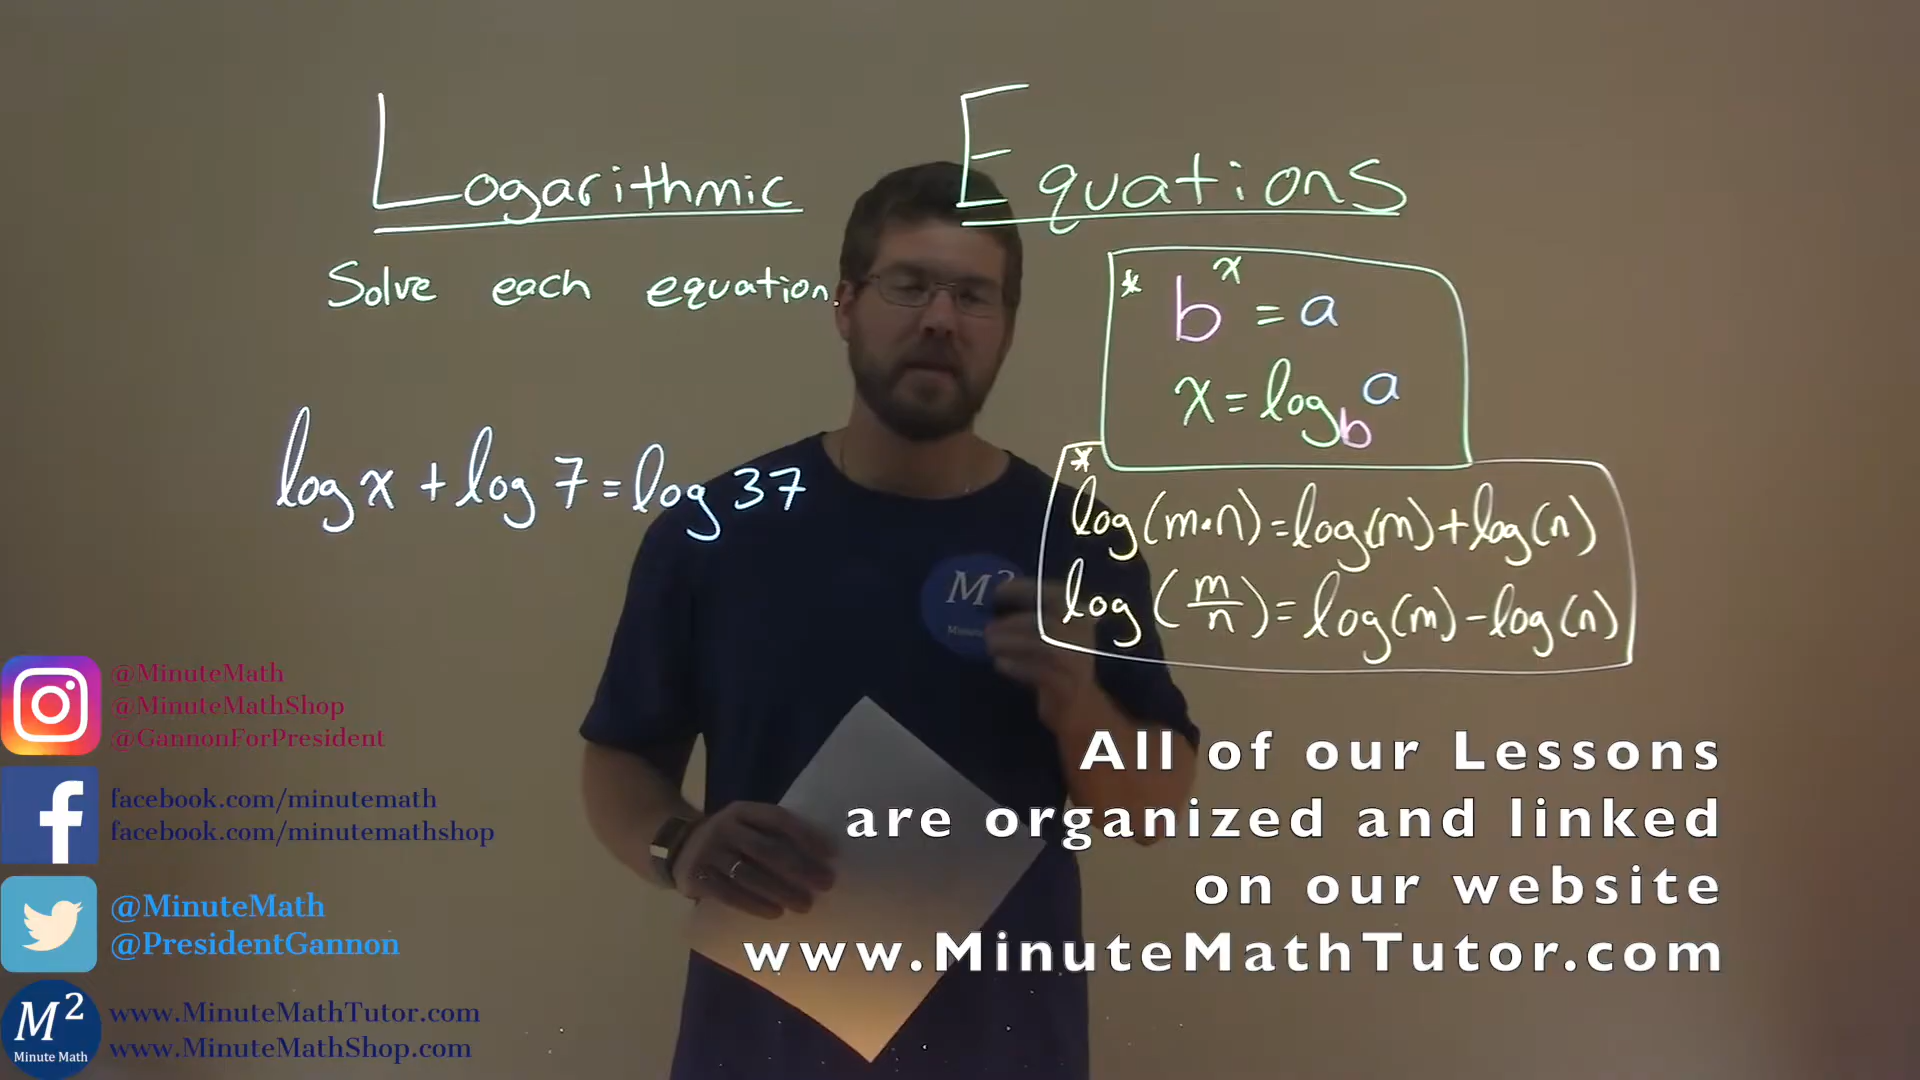 Logarithmic Equations
Solve each equation.
* bˣ = a
x = log_b a
log x + log 7 = log 37
* log(m·n) = log(m) + log(n)
log(m/n) = log(m) - log(n)
M²
@MinuteMath
@MinuteMathShop
@GannonForPresident
facebook.com/minutemath
facebook.com/minutemathshop
@MinuteMath
@PresidentGannon
M²
Minute Math
www.MinuteMathTutor.com
www.MinuteMathShop.com
All of our Lessons
are organized and linked
on our website
www.MinuteMathTutor.com